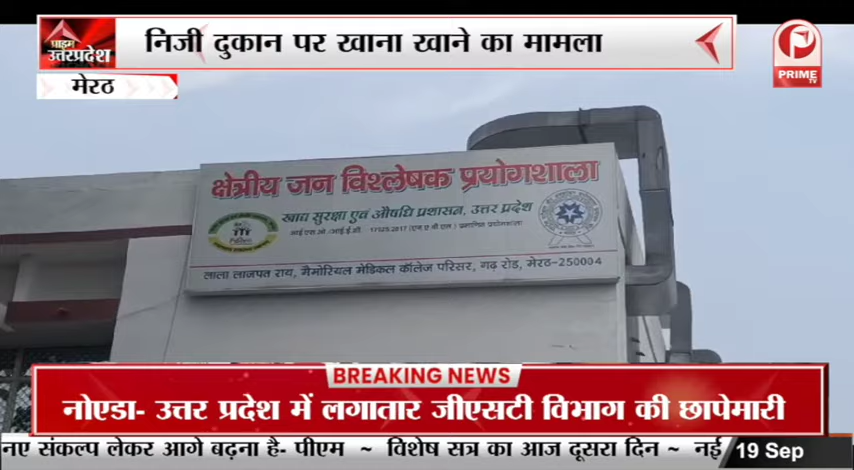 प्राइम
उत्तरप्रदेश
निजी दुकान पर खाना खाने का मामला
मेरठ
PRIME
TV
क्षेत्रीय जन विश्लेषक प्रयोगशाला
खाद्य सुरक्षा एवं औषधि प्रशासन, उत्तर प्रदेश
लाला लाजपत राय, मैमोरियल मेडिकल कॉलेज परिसर, गढ़ रोड, मेरठ-250004
BREAKING NEWS
नोएडा- उत्तर प्रदेश में लगातार जीएसटी विभाग की छापेमारी
नए संकल्प लेकर आगे बढ़ना है- पीएम ~ विशेष सत्र का आज दूसरा दिन ~ नई
19 Sep